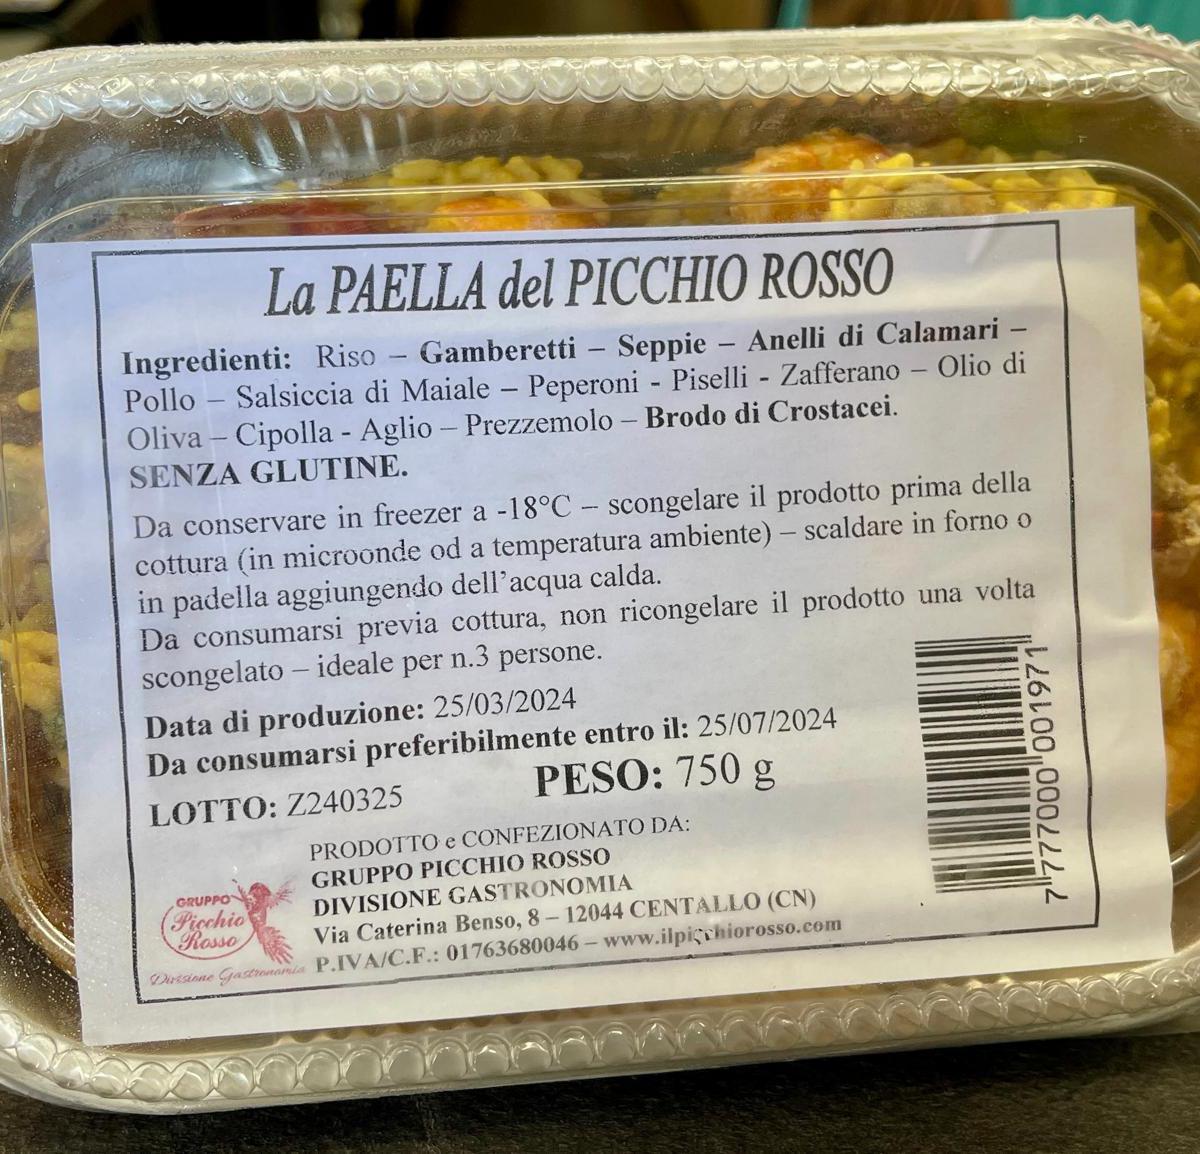 La PAELLA del PICCHIO ROSSO
Ingredienti: Riso – Gamberetti – Seppie – Anelli di Calamari –
Pollo – Salsiccia di Maiale – Peperoni - Piselli - Zafferano – Olio di
Oliva – Cipolla - Aglio – Prezzemolo – Brodo di Crostacei.
SENZA GLUTINE.
Da conservare in freezer a -18°C – scongelare il prodotto prima della
cottura (in microonde od a temperatura ambiente) – scaldare in forno o
in padella aggiungendo dell'acqua calda.
Da consumarsi previa cottura, non ricongelare il prodotto una volta
scongelato – ideale per n.3 persone.
Data di produzione: 25/03/2024
Da consumarsi preferibilmente entro il: 25/07/2024
LOTTO: Z240325 PESO: 750 g
7 777000 001971
PRODOTTO e CONFEZIONATO DA:
GRUPPO PICCHIO ROSSO
DIVISIONE GASTRONOMIA
Via Caterina Benso, 8 – 12044 CENTALLO (CN)
P.IVA/C.F.: 01763680046 – www.ilpicchiorosso.com
GRUPPO
Picchio
Rosso
Divisione Gastronomia